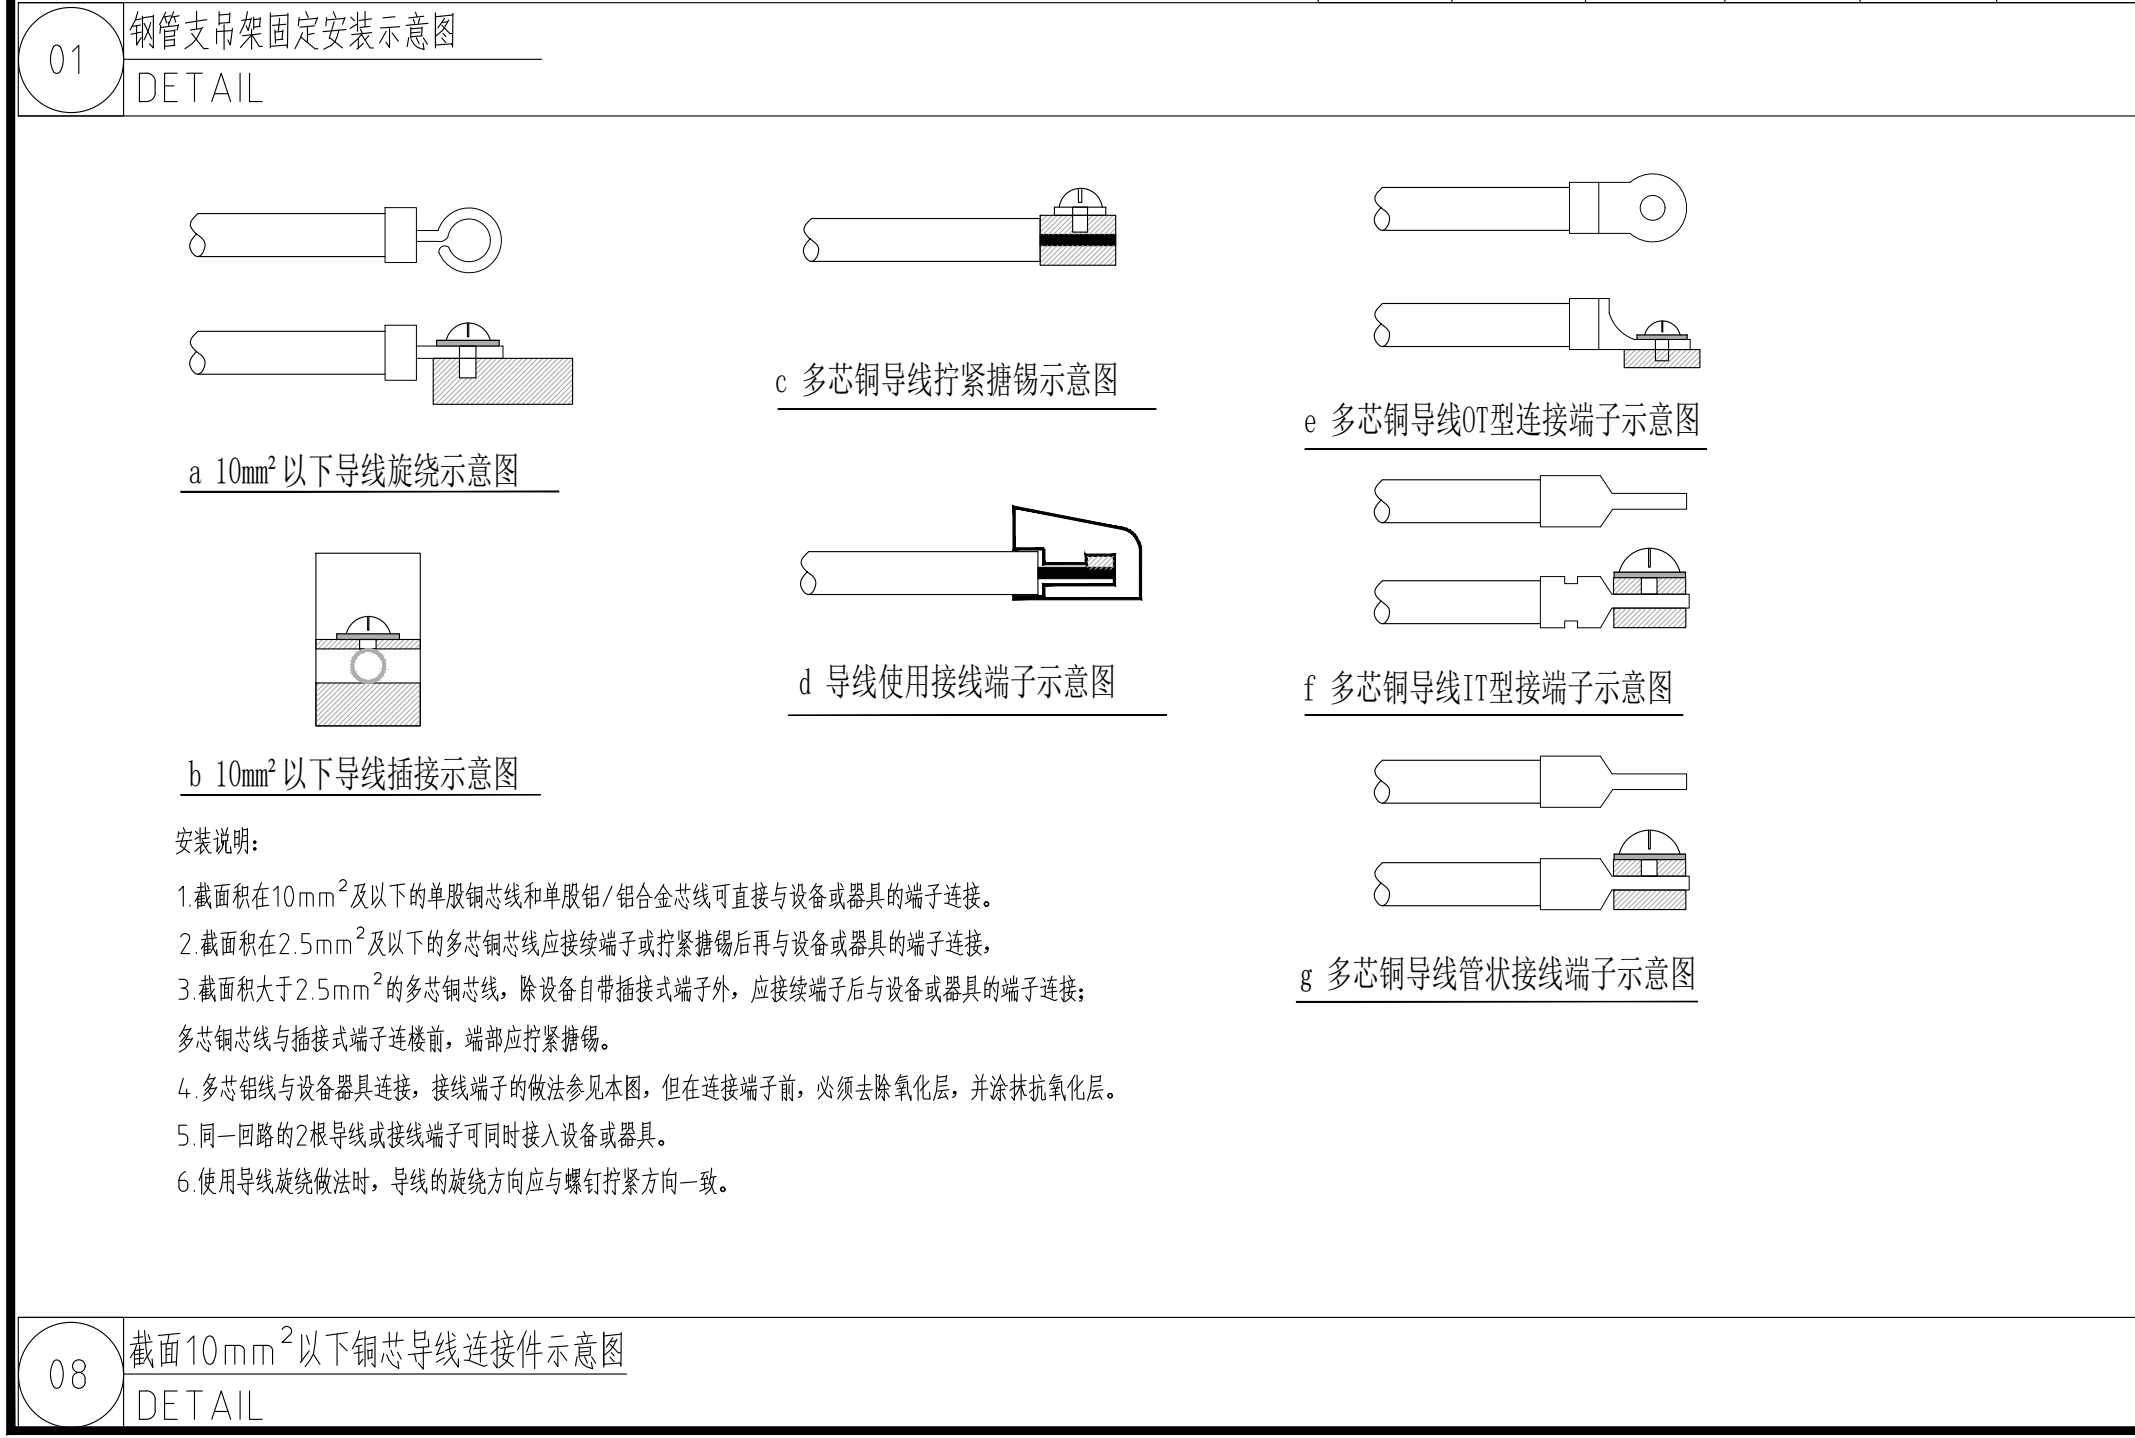 01
钢管支吊架固定安装示意图
DETAIL
a 10mm²以下导线旋绕示意图
b 10mm²以下导线插接示意图
c 多芯铜导线拧紧搪锡示意图
d 导线使用接线端子示意图
e 多芯铜导线OT型连接端子示意图
f 多芯铜导线IT型接端子示意图
g 多芯铜导线管状接线端子示意图
安装说明：
1.截面积在10mm²及以下的单股铜芯线和单股铝/铝合金芯线可直接与设备或器具的端子连接。
2.截面积在2.5mm²及以下的多芯铜芯线应接续端子或拧紧搪锡后再与设备或器具的端子连接，
3.截面积大于2.5mm²的多芯铜芯线，除设备自带插接式端子外，应接续端子后与设备或器具的端子连接；
多芯铜芯线与插接式端子连楼前，端部应拧紧搪锡。
4.多芯铝线与设备器具连接，接线端子的做法参见本图，但在连接端子前，必须去除氧化层，并涂抹抗氧化层。
5.同一回路的2根导线或接线端子可同时接入设备或器具。
6.使用导线旋绕做法时，导线的旋绕方向应与螺钉拧紧方向一致。
08
截面10mm²以下铜芯导线连接件示意图
DETAIL